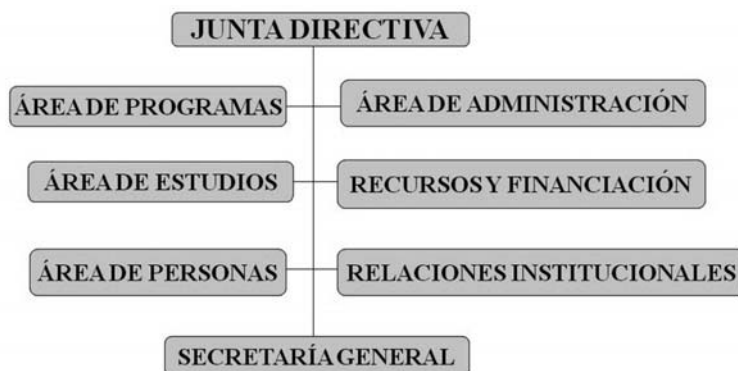 JUNTA DIRECTIVA
ÁREA DE PROGRAMAS
ÁREA DE ADMINISTRACIÓN
ÁREA DE ESTUDIOS
RECURSOS Y FINANCIACIÓN
ÁREA DE PERSONAS
RELACIONES INSTITUCIONALES
SECRETARÍA GENERAL